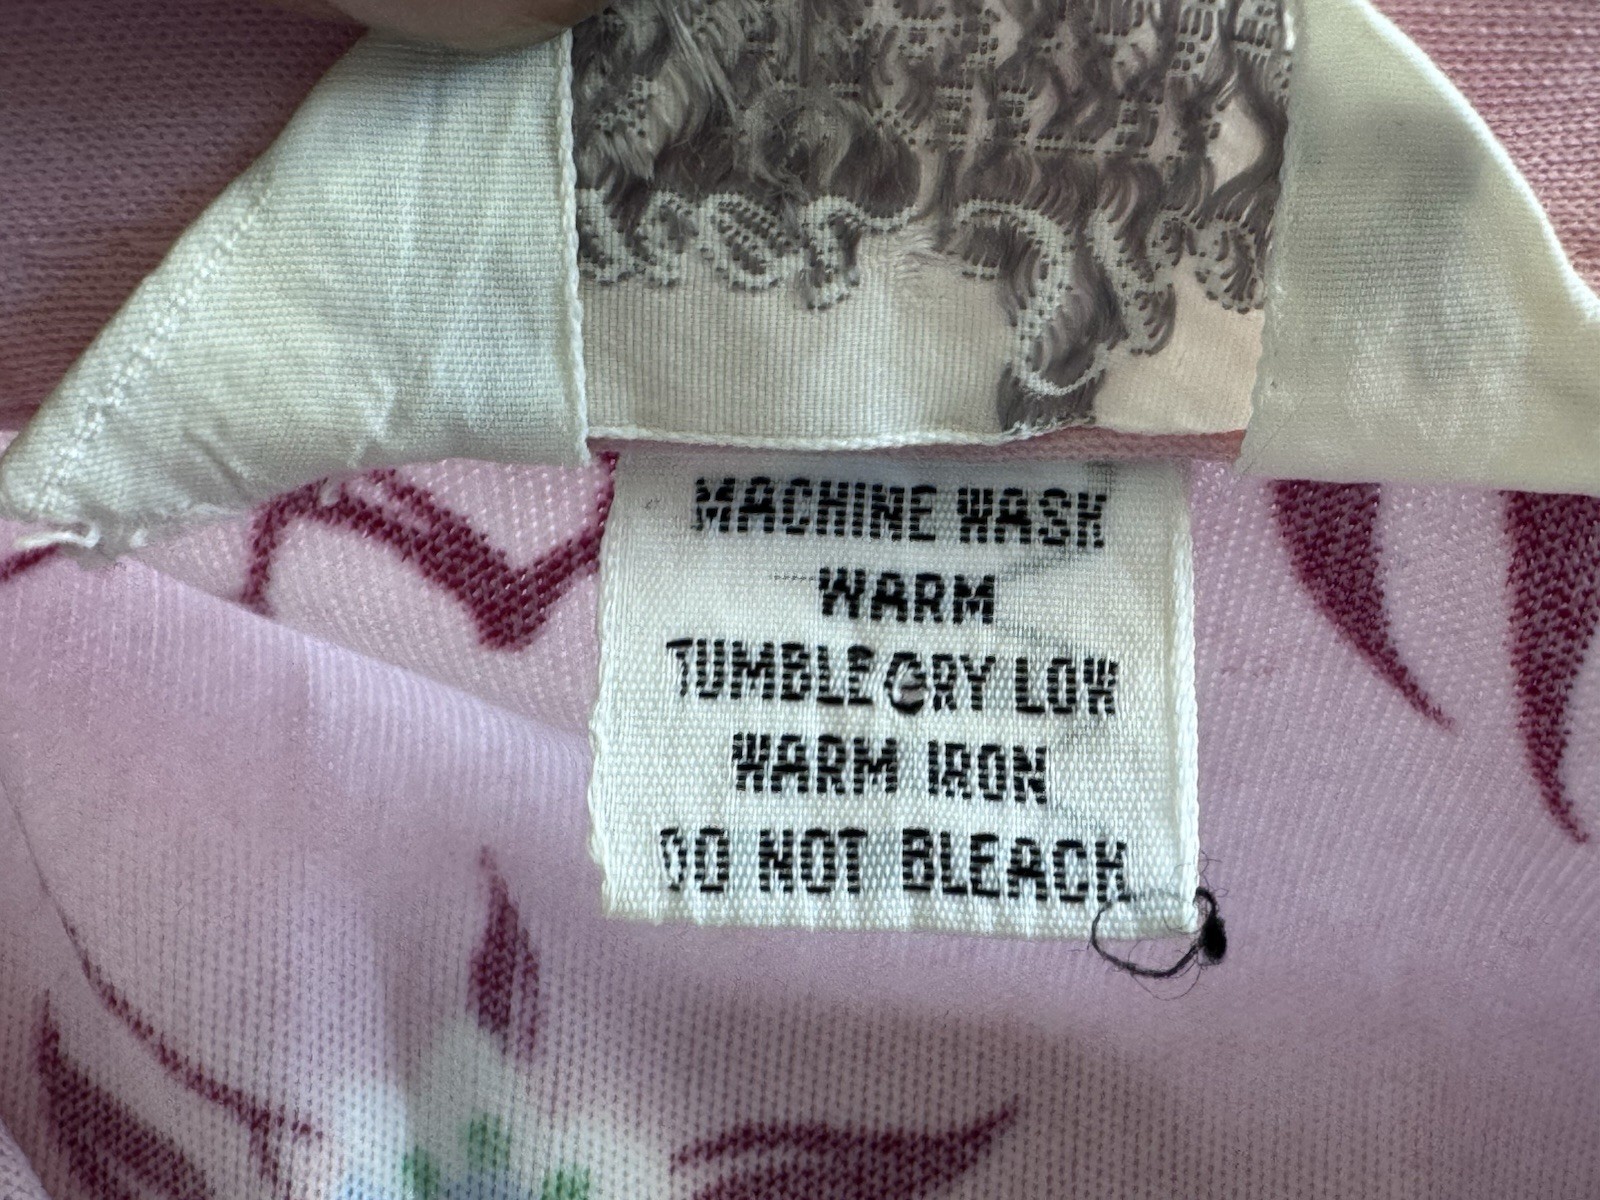 MACHINE WASH
WARM
TUMBLE DRY LOW
WARM IRON
DO NOT BLEACH